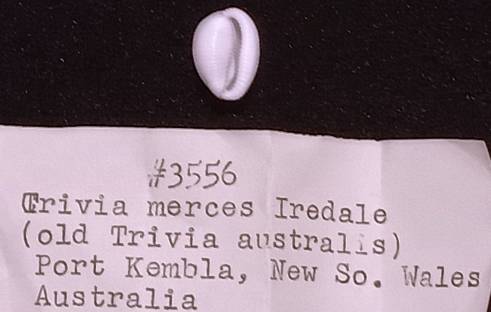 #3556
Trivia merces Iredale
(old Trivia australis)
Port Kembla, New So. Wales
Australia